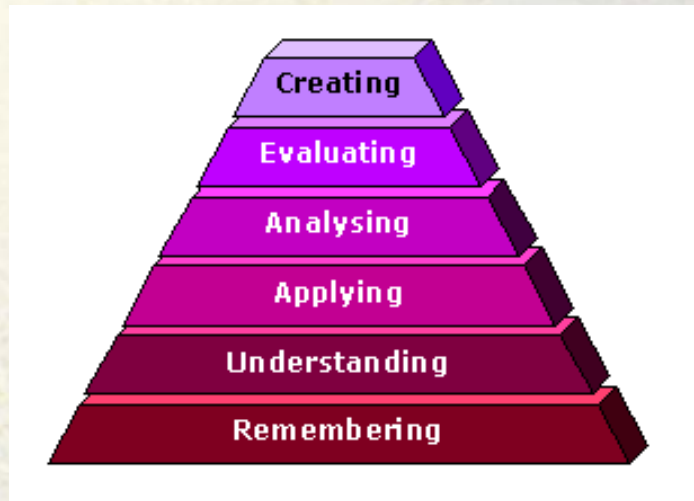 Creating
Evaluating
Analysing
Applying
Understanding
Remembering